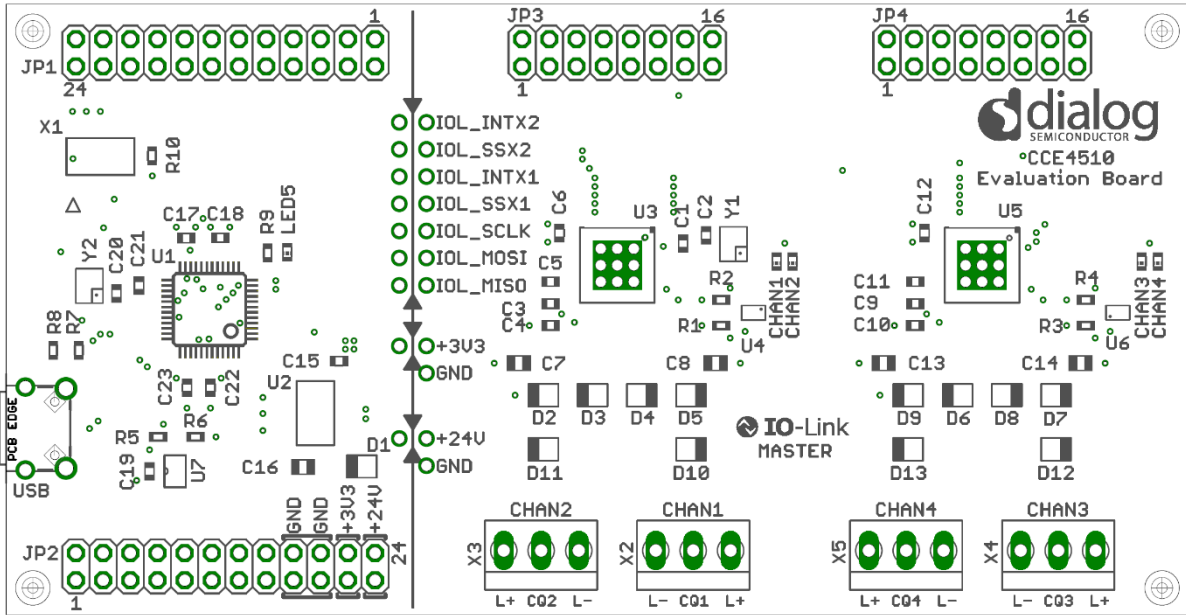 1
JP3
16
JP4
16
JP1
24
1
1
X1
R10
IOL_INTX2
IOL_SSX2
IOL_INTX1
IOL_SSX1
IOL_SCLK
IOL_MOSI
IOL_MISO
dialog
SEMICONDUCTOR
CCE4510
Evaluation Board
C17
C18
R9
LED5
U1
Y2
C20
C21
C6
U3
C1
C2
Y1
C12
U5
C5
C3
C4
R2
R1
U4
CHAN1
CHAN2
C11
C9
C10
R4
R3
U6
CHAN3
CHAN4
R8
R7
+3V3
GND
C15
C7
C8
C13
C14
C23
C22
U2
D2
D3
D4
D5
D9
D6
D8
D7
PCB EDGE
USB
R5
R6
C19
U7
C16
D1
+24V
GND
D11
D10
IO-Link
MASTER
D13
D12
GND
GND
+3V3
+24V
JP2
1
24
CHAN2
X3
L+ CQ2 L-
CHAN1
X2
L- CQ1 L+
CHAN4
X5
L+ CQ4 L-
CHAN3
X4
L- CQ3 L+